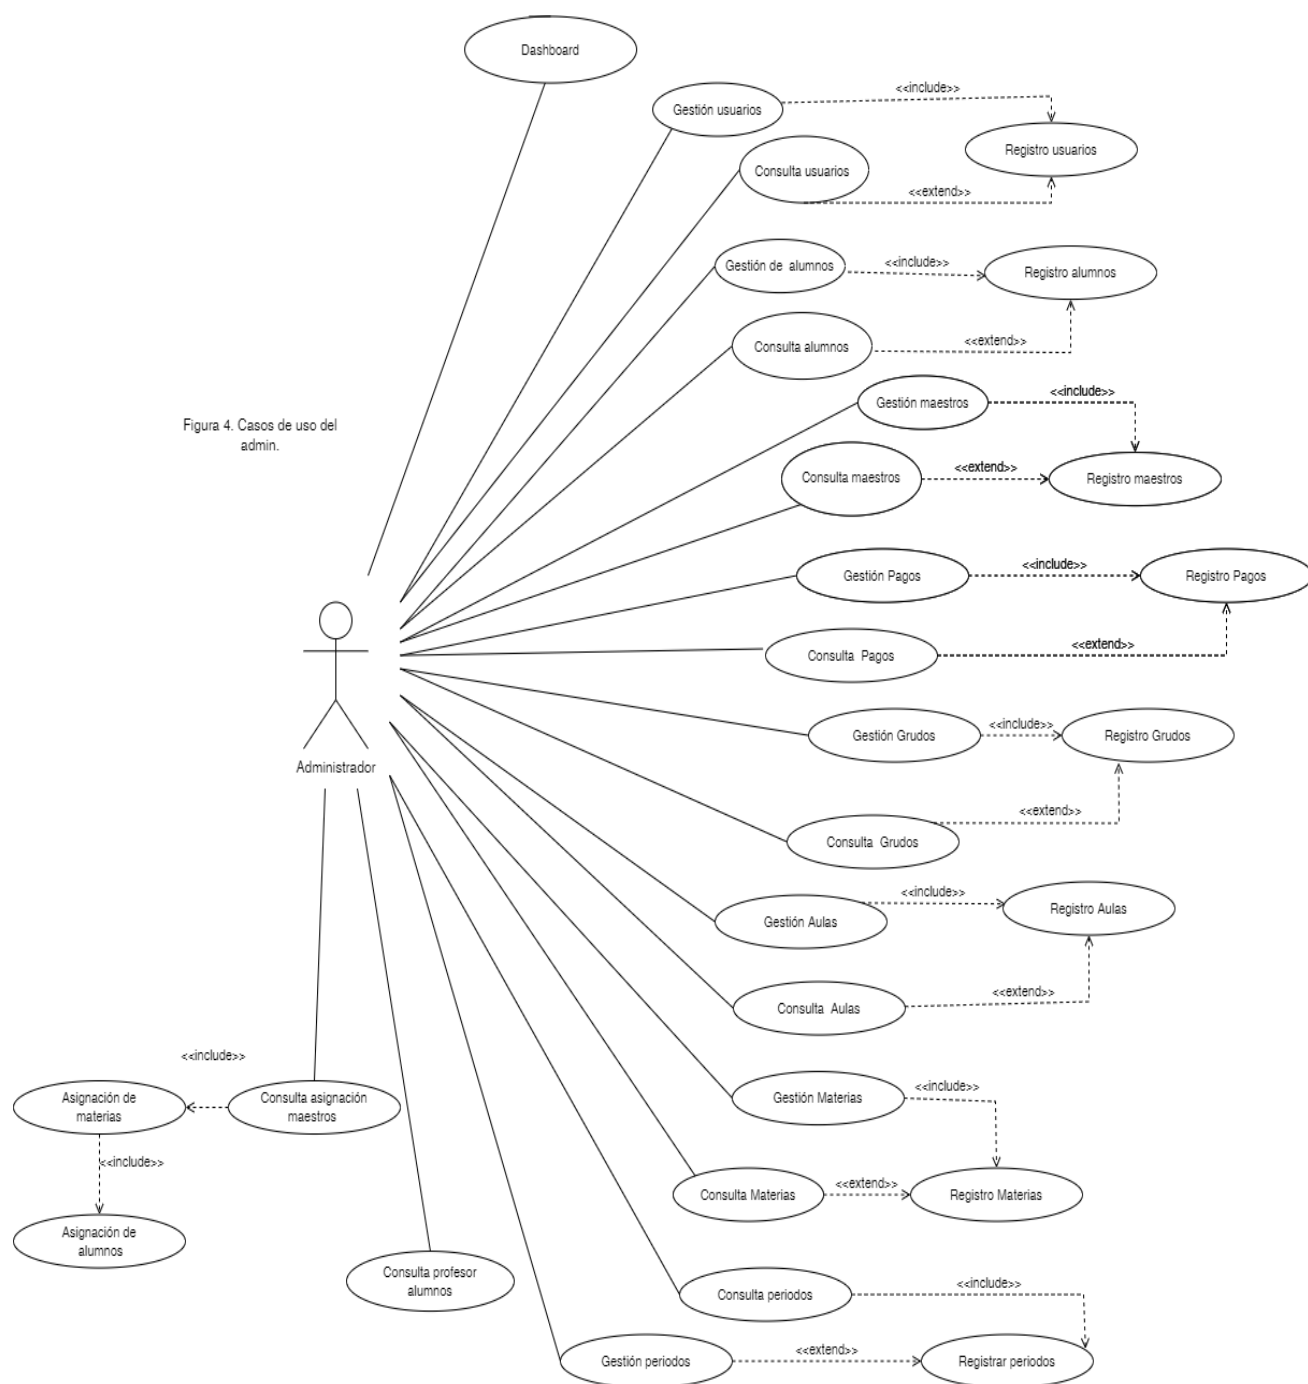 Dashboard
Gestión usuarios
<<include>>
Registro usuarios
Consulta usuarios
<<extend>>
Gestión de  alumnos
<<include>>
Registro alumnos
Consulta alumnos
<<extend>>
Gestión maestros
<<include>>
Figura 4. Casos de uso del
admin.
Consulta maestros
<<extend>>
Registro maestros
Gestión Pagos
<<include>>
Registro Pagos
Consulta  Pagos
<<extend>>
Gestión Grudos
<<include>>
Registro Grudos
Administrador
Consulta  Grudos
<<extend>>
Gestión Aulas
<<include>>
Registro Aulas
Consulta  Aulas
<<extend>>
<<include>>
Asignación de
materias
Consulta asignación
maestros
Gestión Materias
<<include>>
<<include>>
Consulta Materias
<<extend>>
Registro Materias
Asignación de
alumnos
Consulta profesor
alumnos
Consulta periodos
<<include>>
Gestión periodos
<<extend>>
Registrar periodos